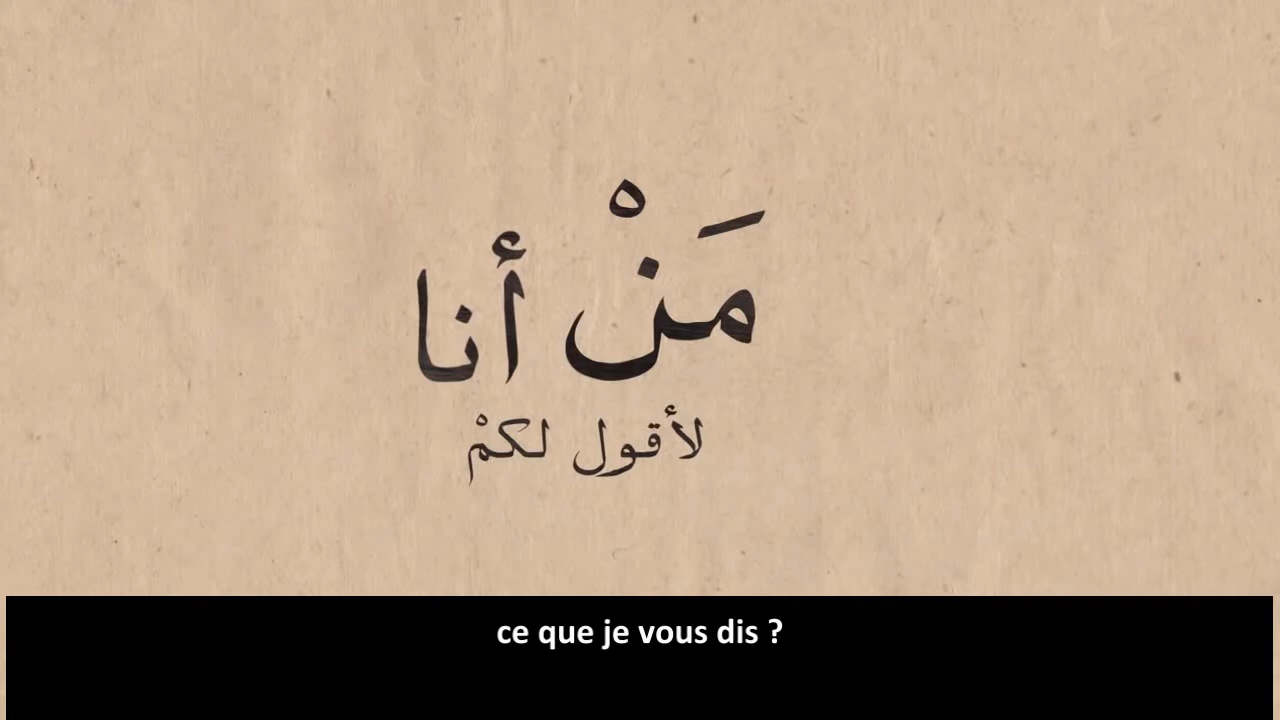 مَنْ أنا
لأقول لكمْ
ce que je vous dis ?